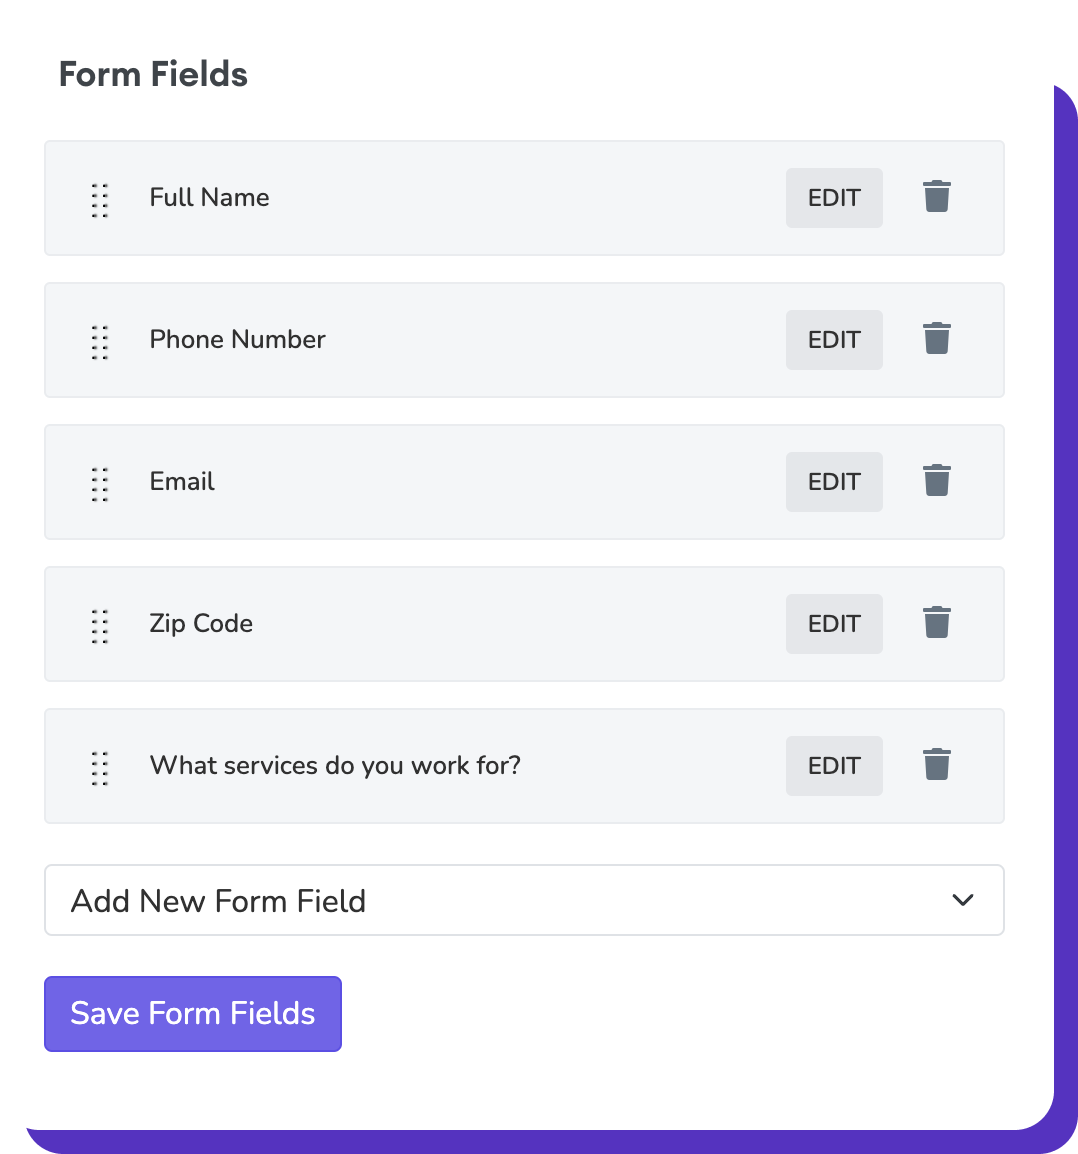 Form Fields
Full Name EDIT
Phone Number EDIT
Email EDIT
Zip Code EDIT
What services do you work for? EDIT
Add New Form Field
Save Form Fields